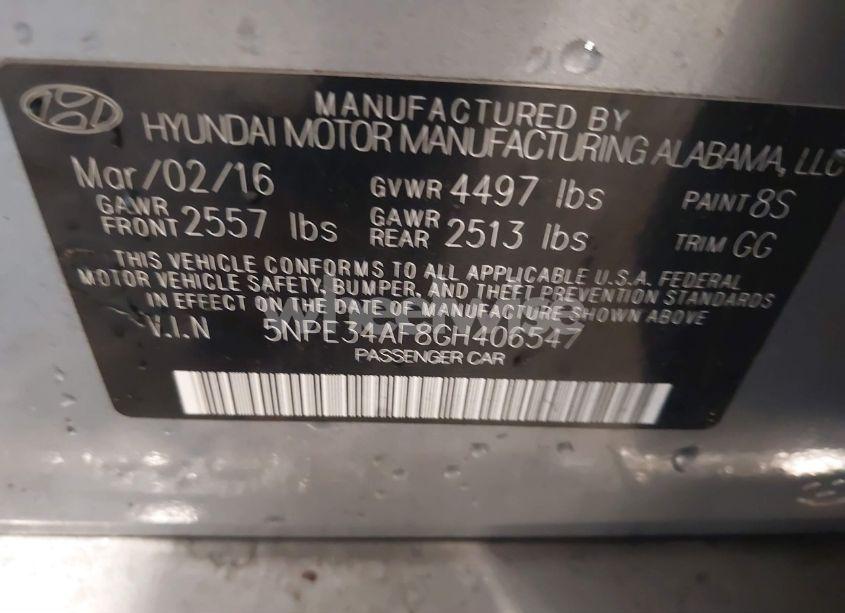 MANUFACTURED BY
HYUNDAI MOTOR MANUFACTURING ALABAMA, LLC
Mar/02/16 GVWR 4497 lbs PAINT 8S
GAWR FRONT 2557 lbs GAWR REAR 2513 lbs TRIM GG
THIS VEHICLE CONFORMS TO ALL APPLICABLE U.S.A. FEDERAL
MOTOR VEHICLE SAFETY, BUMPER, AND THEFT PREVENTION STANDARDS
IN EFFECT ON THE DATE OF MANUFACTURE SHOWN ABOVE.
V.I.N 5NPE34AF8GH406547
PASSENGER CAR